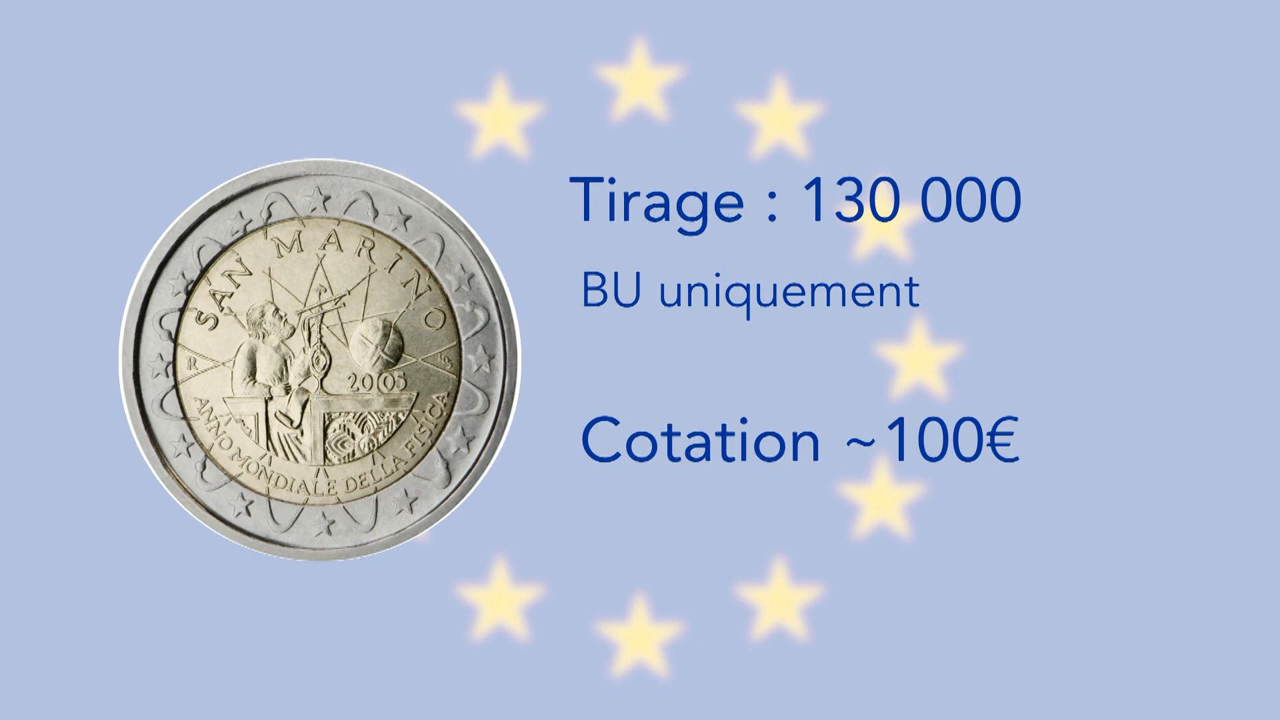 SAN MARINO
R
F
2005
ANNO MONDIALE DELLA FISICA
Tirage : 130 000
BU uniquement
Cotation ~100€